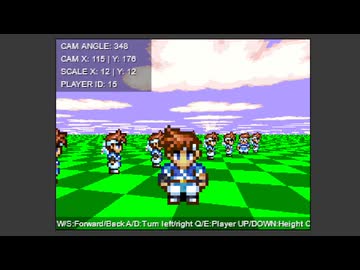 CAM ANGLE: 348
CAM X: 115 | Y: 176
SCALE X: 12 | Y: 12
PLAYER ID: 15
W/S:Forward/Back A/D:Turn left/right Q/E:Player UP/DOWN:Height C